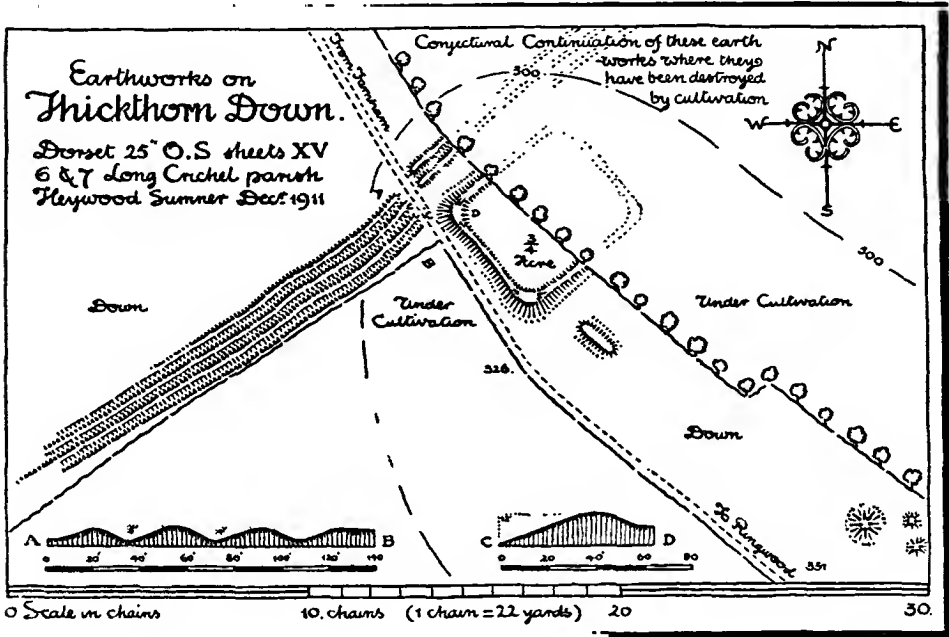 Earthworks on
Thickthorn Down.
Dorset 25" O.S sheets XV
6 & 7 Long Crichel parish
Heywood Sumner Decr. 1911
Conjectural Continuation of these earth
works where they
have been destroyed
by cultivation
N
W E
S
From Farnham
300
A
D
3/4
Acre
B
300
Down
Under
Cultivation
Under Cultivation
326.
Down
To Ringwood
331
A B
0 20' 40' 60' 80' 100' 120' 140
C D
0 20 40 60 80
0 Scale in chains 10. chains (1 chain = 22 yards) 20 30.